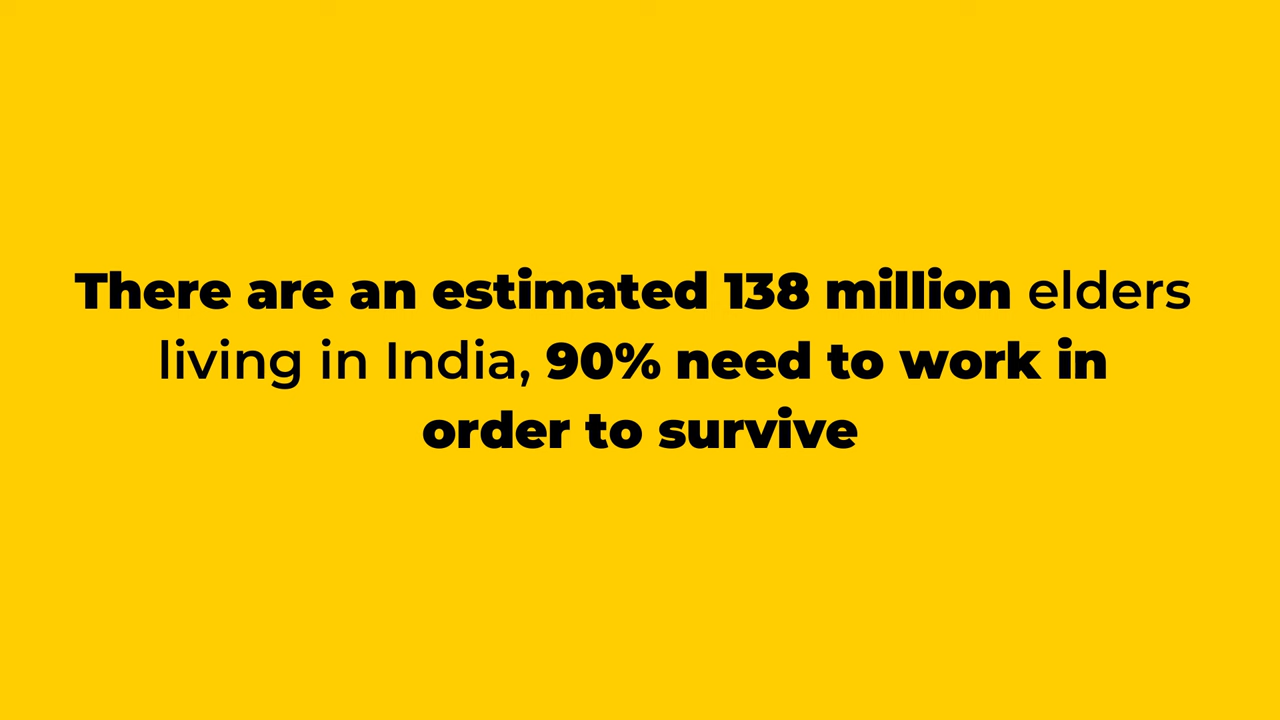 There are an estimated 138 million elders
living in India, 90% need to work in
order to survive